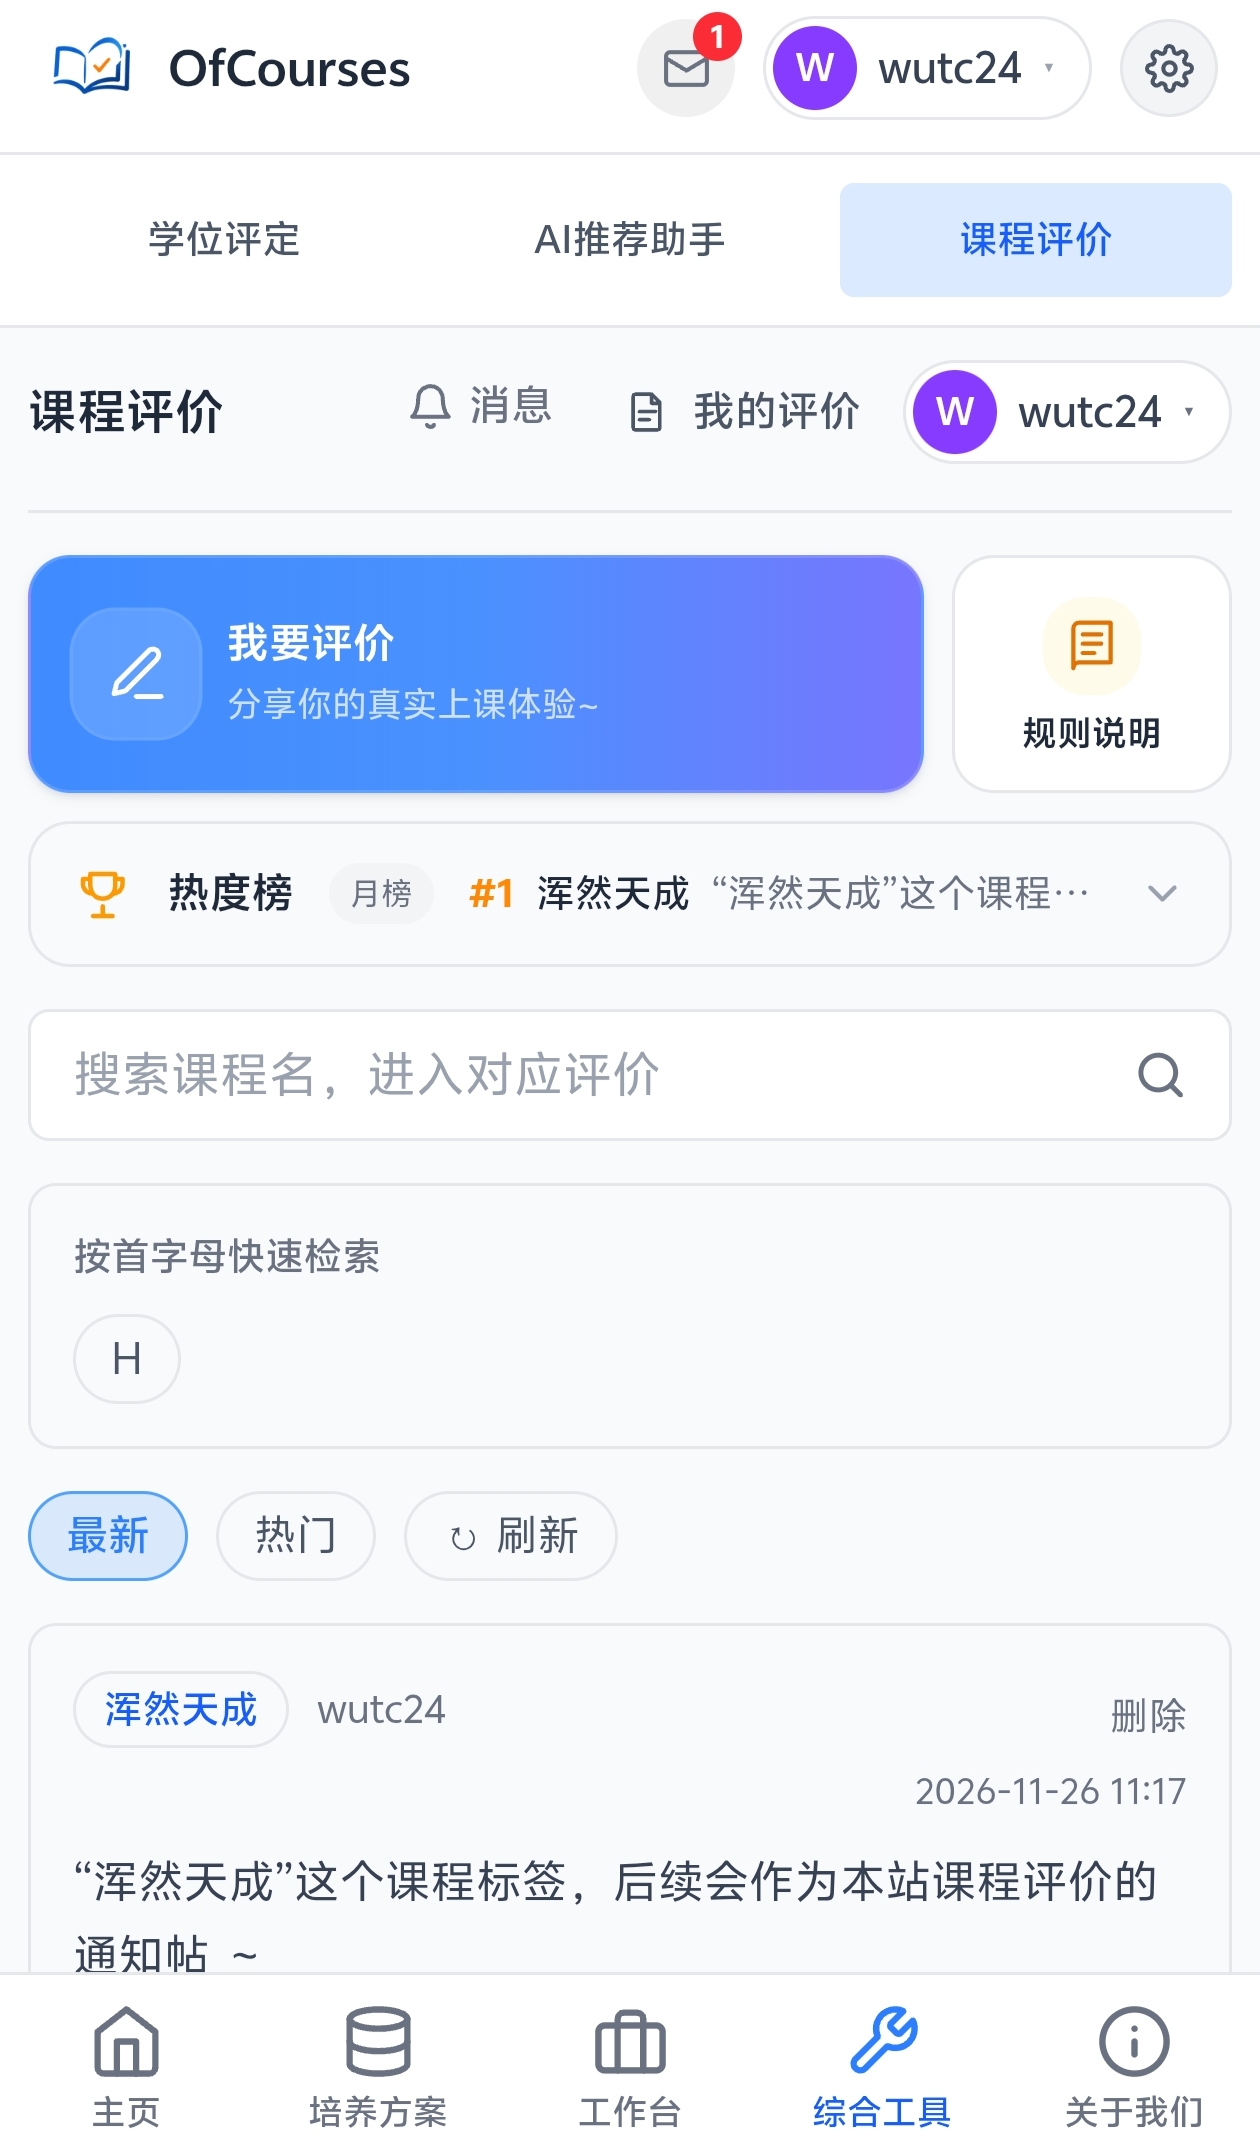 OfCourses
1
W wutc24
学位评定 AI推荐助手 课程评价
课程评价 消息 我的评价 W wutc24
我要评价
分享你的真实上课体验~
规则说明
热度榜 月榜 #1 浑然天成 “浑然天成”这个课程…
搜索课程名，进入对应评价
按首字母快速检索
H
最新 热门 刷新
浑然天成 wutc24 删除
2026-11-26 11:17
“浑然天成”这个课程标签，后续会作为本站课程评价的
通知帖 ~
主页 培养方案 工作台 综合工具 关于我们